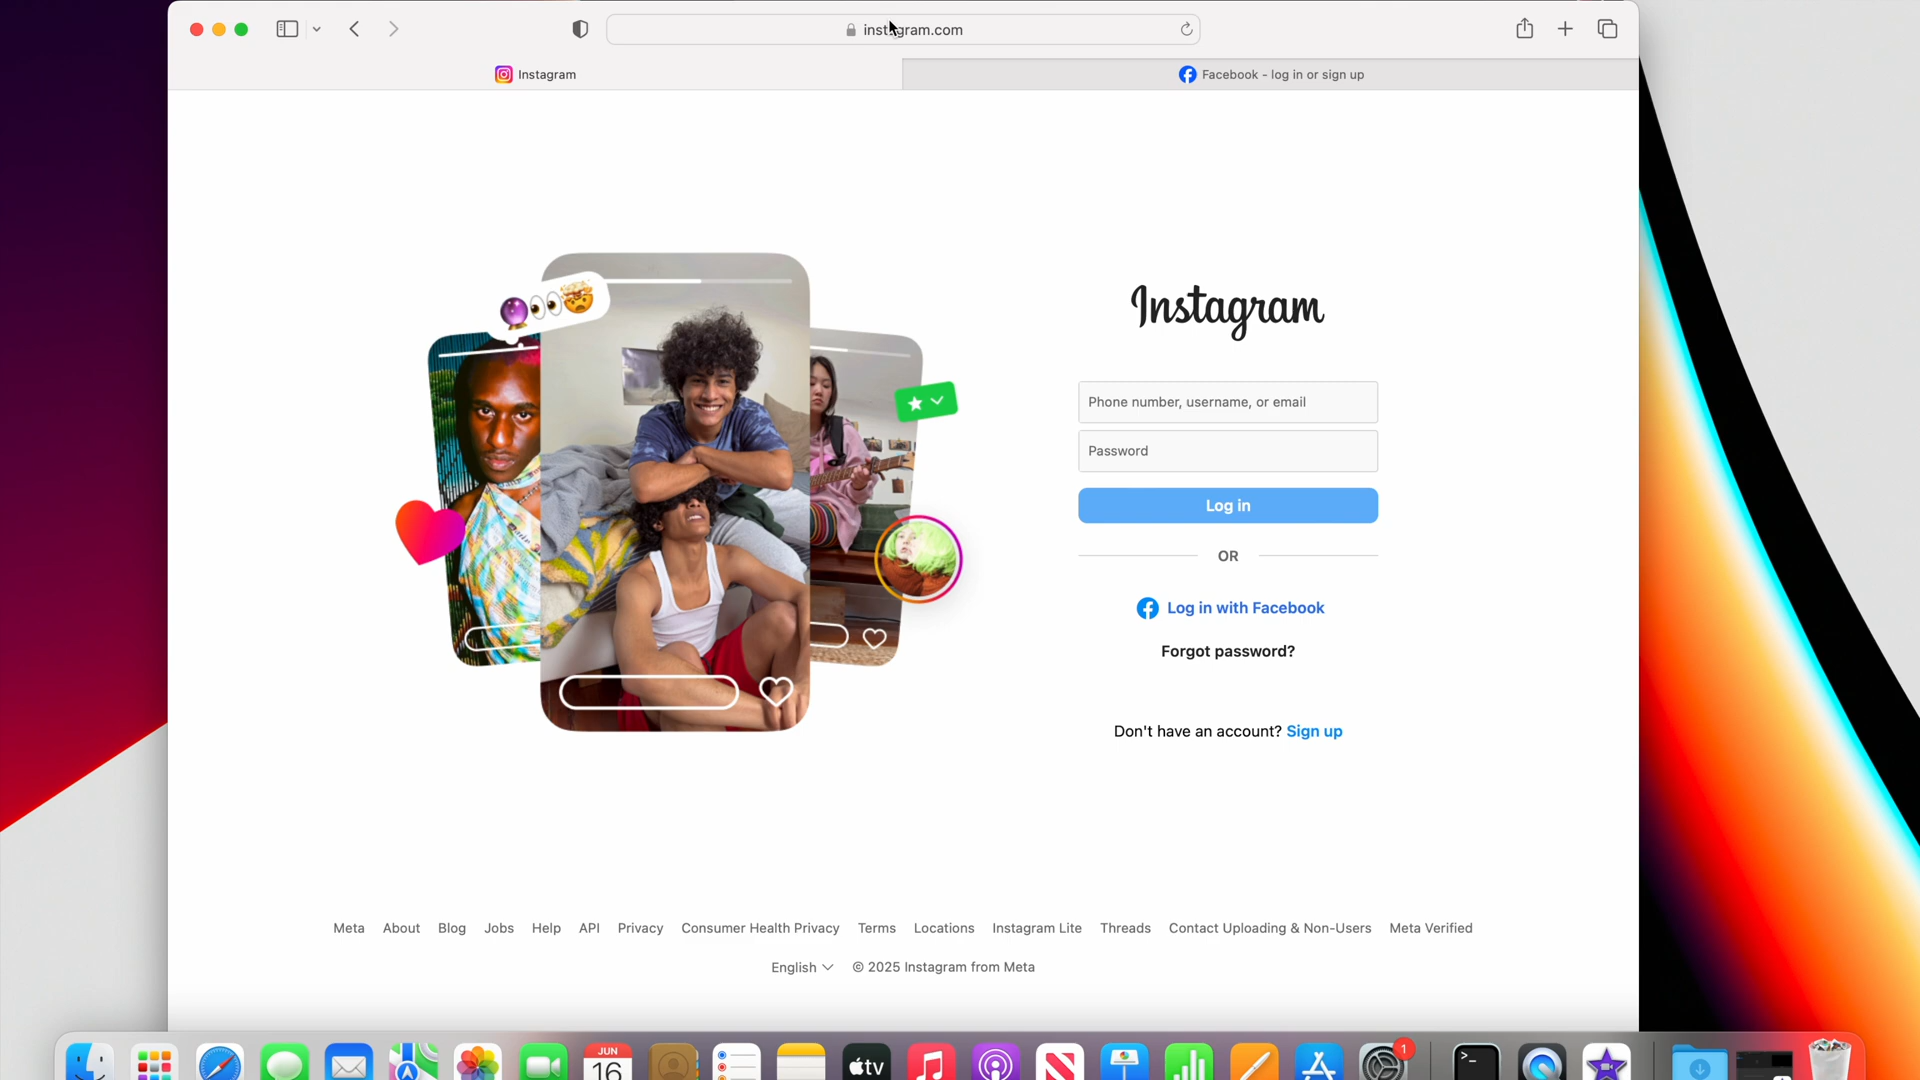 instagram.com
Instagram
Facebook - log in or sign up
Instagram
Phone number, username, or email
Password
Log in
OR
Log in with Facebook
Forgot password?
Don't have an account? Sign up
Meta About Blog Jobs Help API Privacy Consumer Health Privacy Terms Locations Instagram Lite Threads Contact Uploading & Non-Users Meta Verified
English © 2025 Instagram from Meta
JUN
16
tv
1
>_